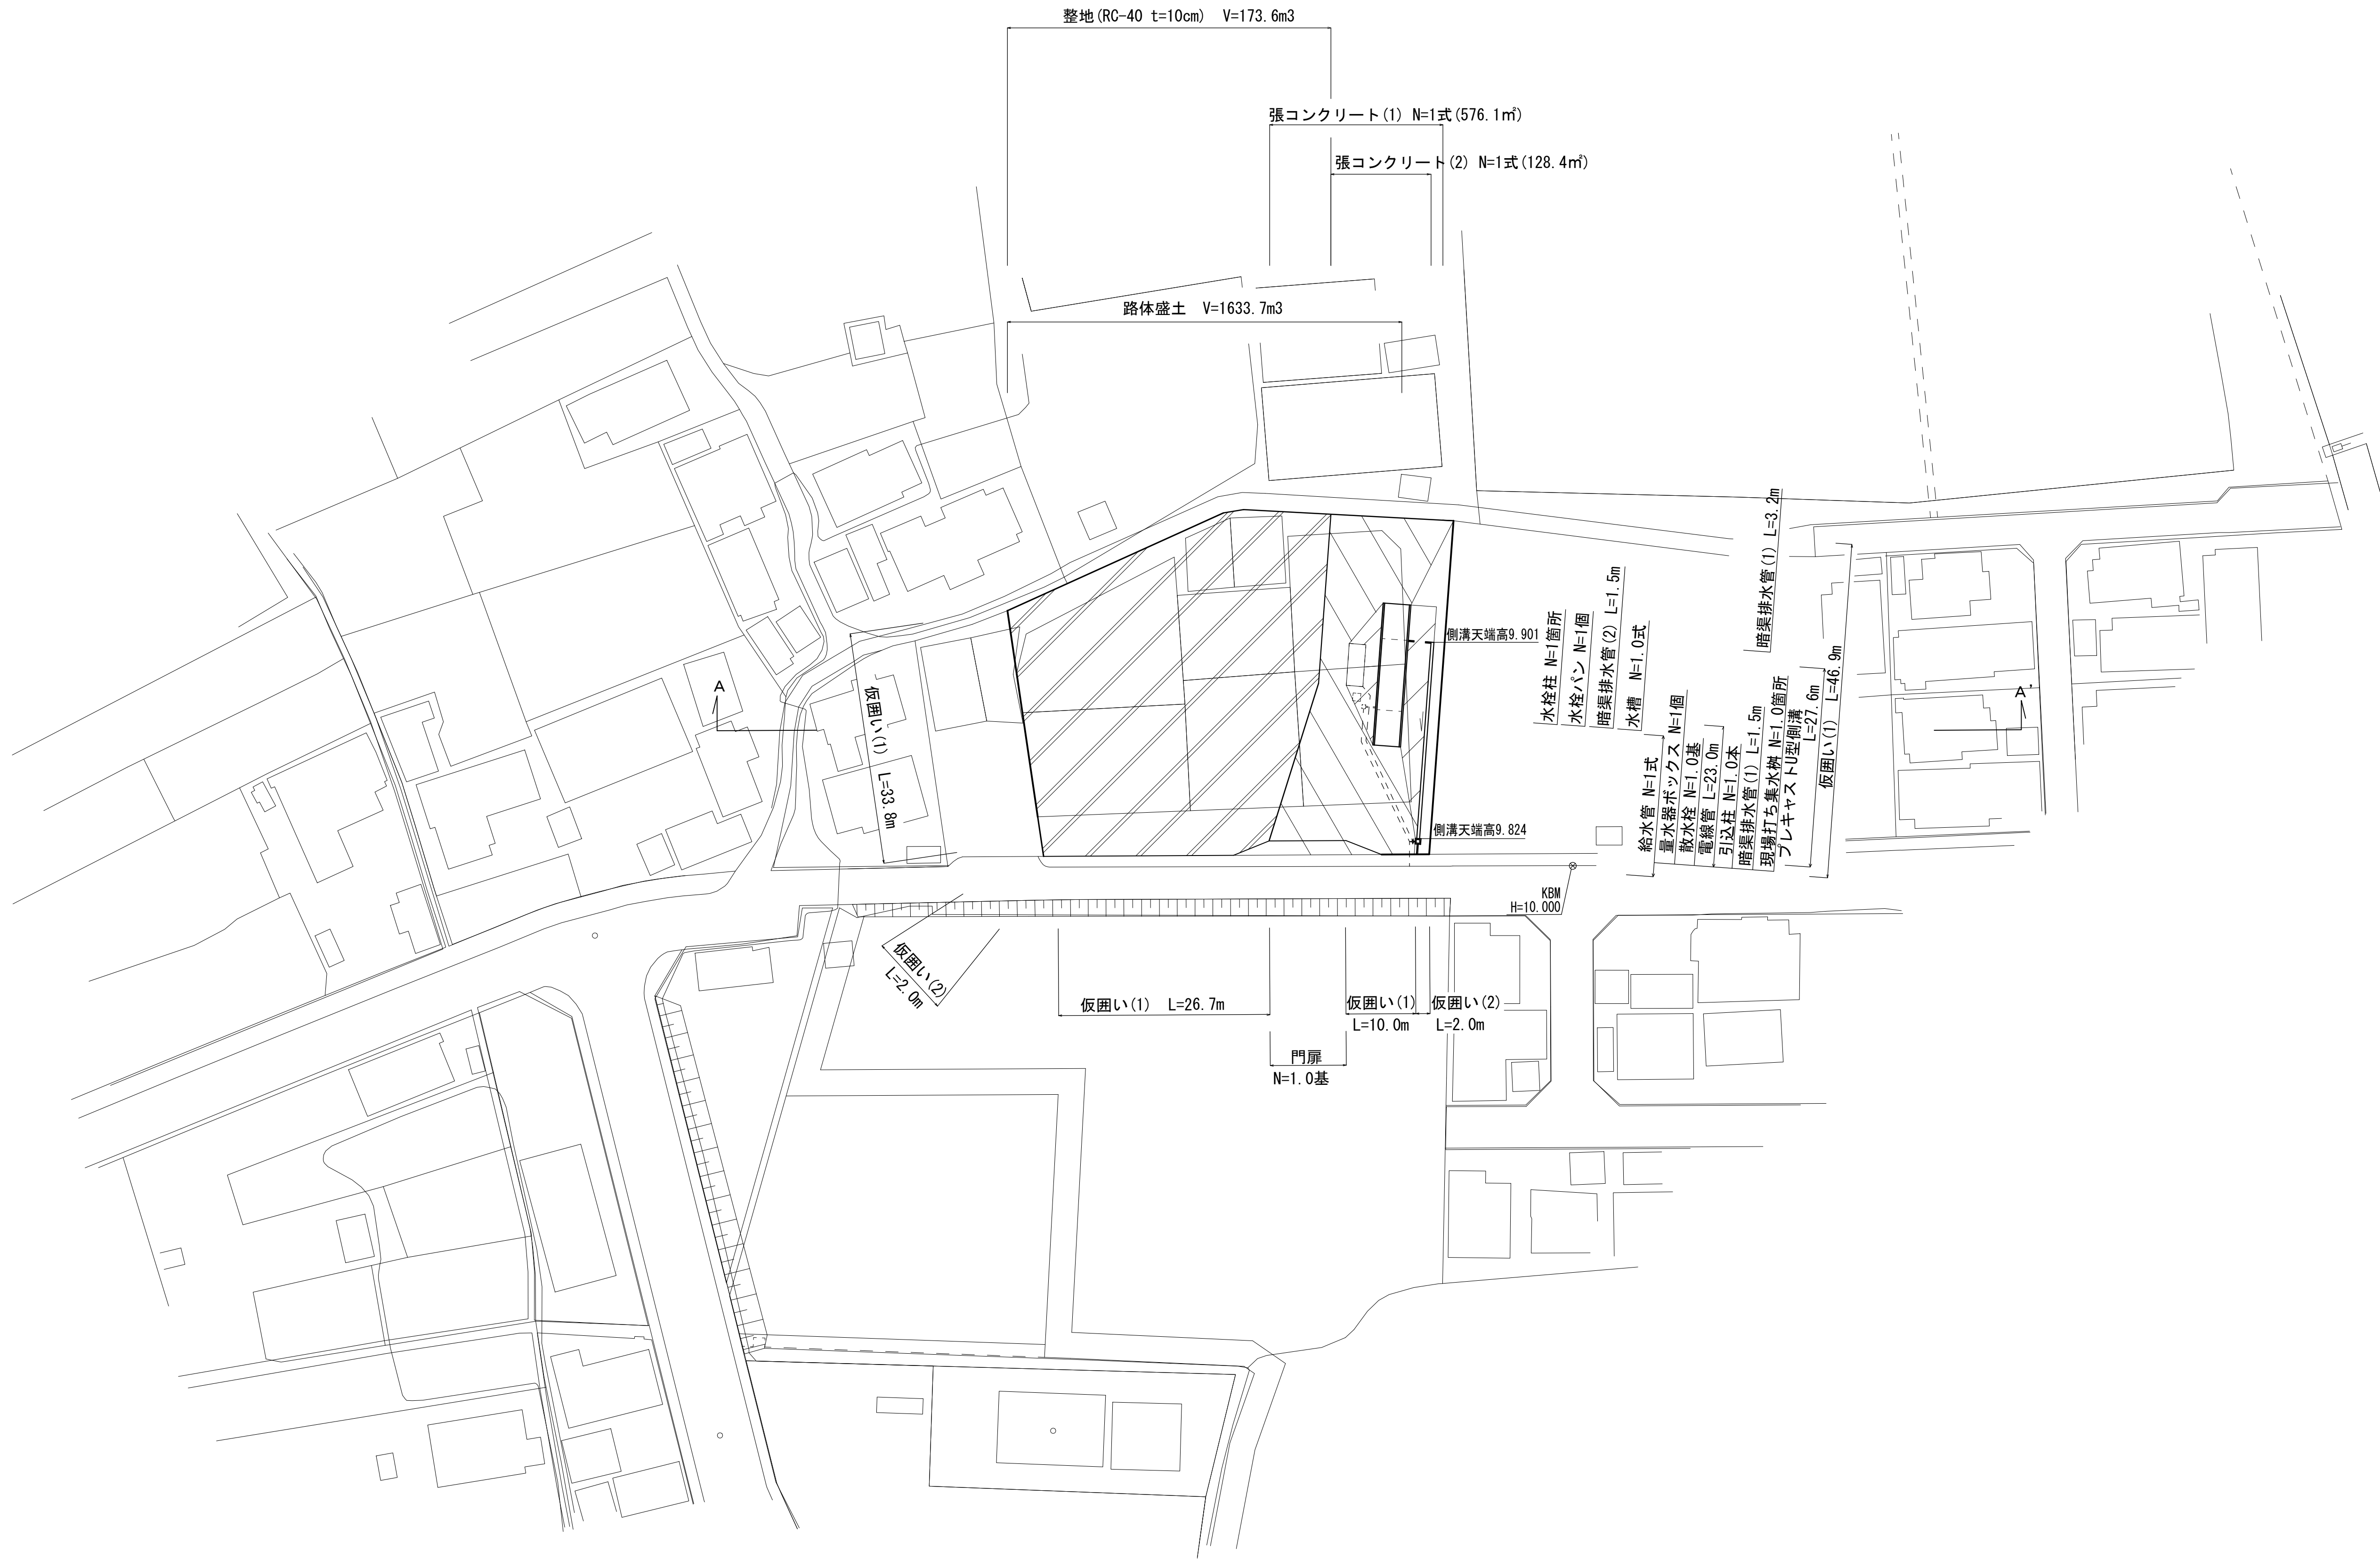 整地(RC-40 t=10cm)　V=173.6m3
張コンクリート(1) N=1式(576.1㎡)
張コンクリート(2) N=1式(128.4㎡)
路体盛土　V=1633.7m3
暗渠排水管(1) L=3.2m
側溝天端高9.901
水栓柱 N=1箇所
水栓パン N=1個
暗渠排水管(2) L=1.5m
水槽　N=1.0式
A
A'
仮囲い(1)　L=33.8m
給水管 N=1式
量水器ボックス N=1個
散水栓 N=1.0基
電線管 L=23.0m
引込柱 N=1.0本
暗渠排水管(1) L=1.5m
現場打ち集水桝 N=1.0箇所
プレキャストU型側溝
L=27.6m
仮囲い(1)　L=46.9m
側溝天端高9.824
KBM
H=10.000
仮囲い(2)
L=2.0m
仮囲い(1)　L=26.7m
仮囲い(1)
L=10.0m
仮囲い(2)
L=2.0m
門扉
N=1.0基